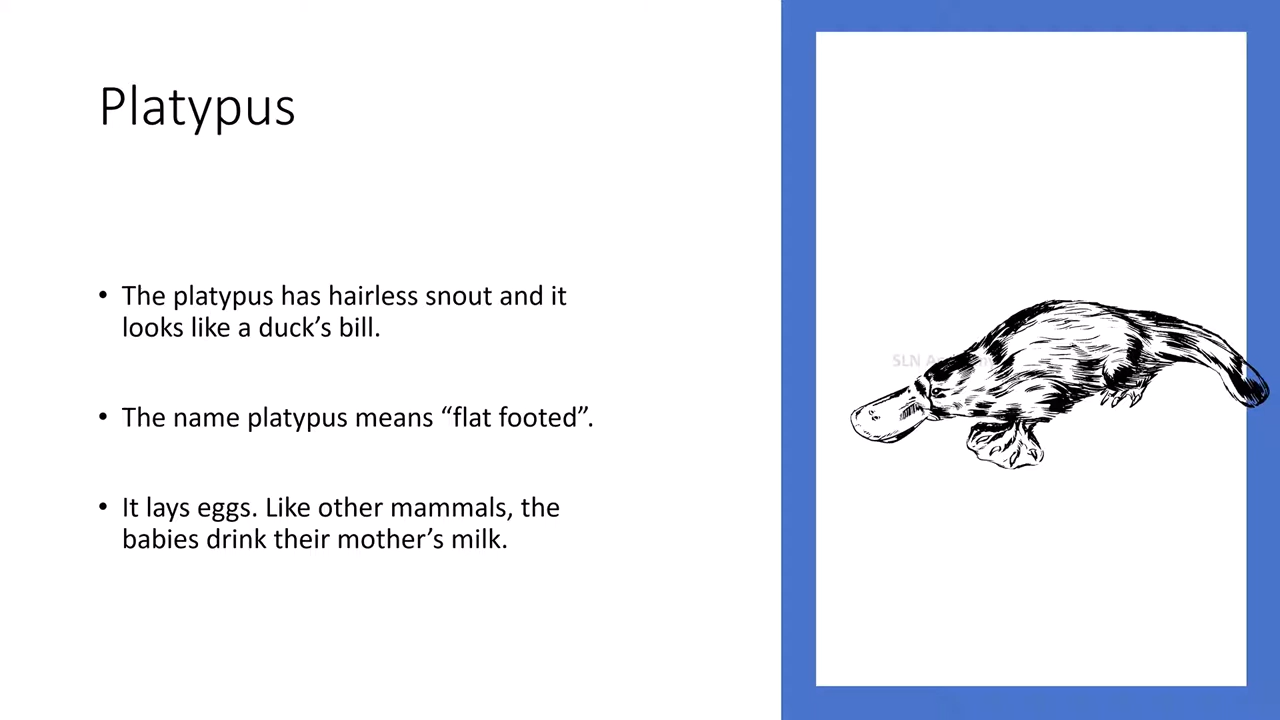 Platypus
• The platypus has hairless snout and it
looks like a duck’s bill.
• The name platypus means “flat footed”.
• It lays eggs. Like other mammals, the
babies drink their mother’s milk.
SLN